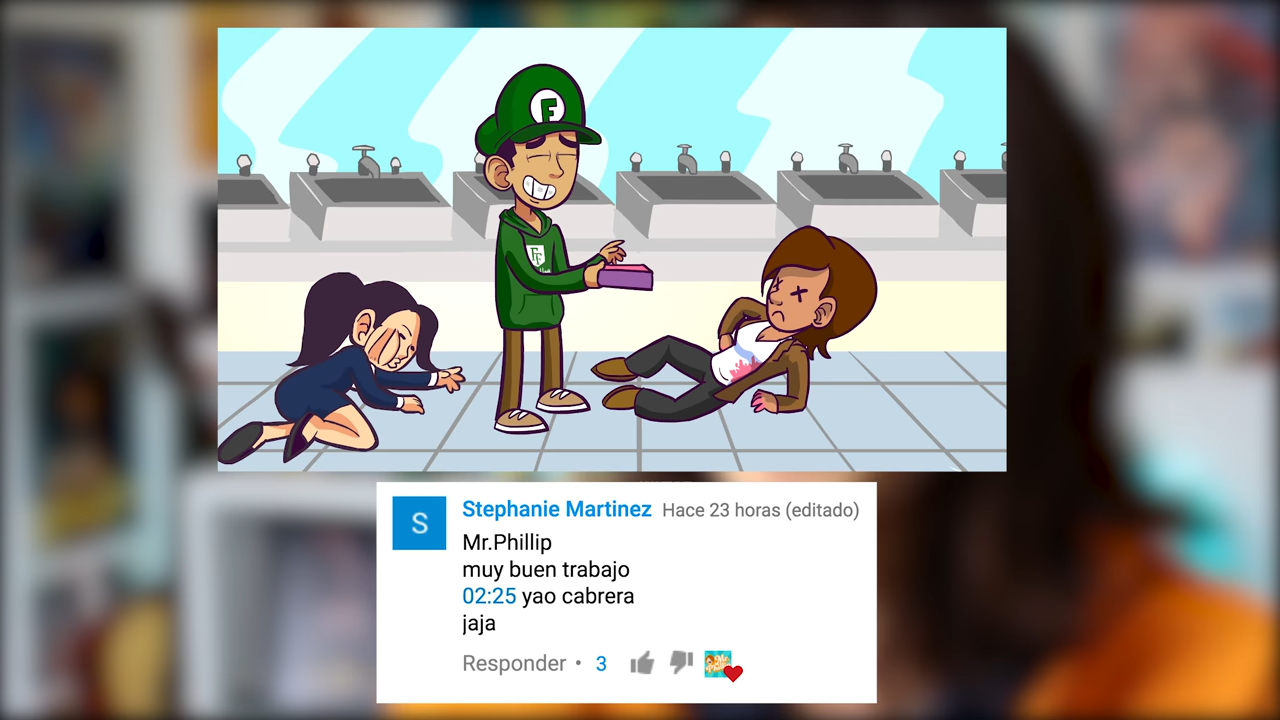 F
S
Stephanie Martinez Hace 23 horas (editado)
Mr.Phillip
muy buen trabajo
02:25 yao cabrera
jaja
Responder • 3